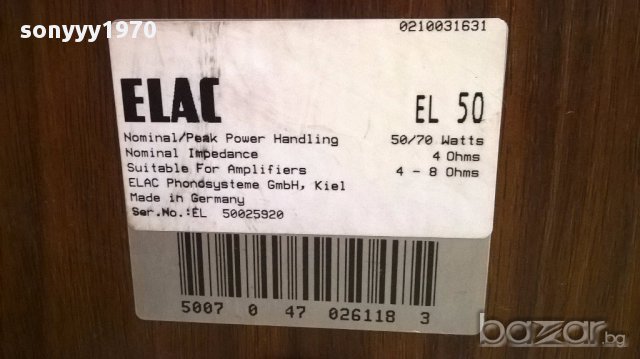 sonyyy1970
0210031631
ELAC EL 50
Nominal/Peak Power Handling 50/70 Watts
Nominal Impedance 4 Ohms
Suitable For Amplifiers 4 - 8 Ohms
ELAC Phonosysteme GmbH, Kiel
Made in Germany
Ser.No.:EL 50025920
5007 0 47 026118 3
bazar.bg